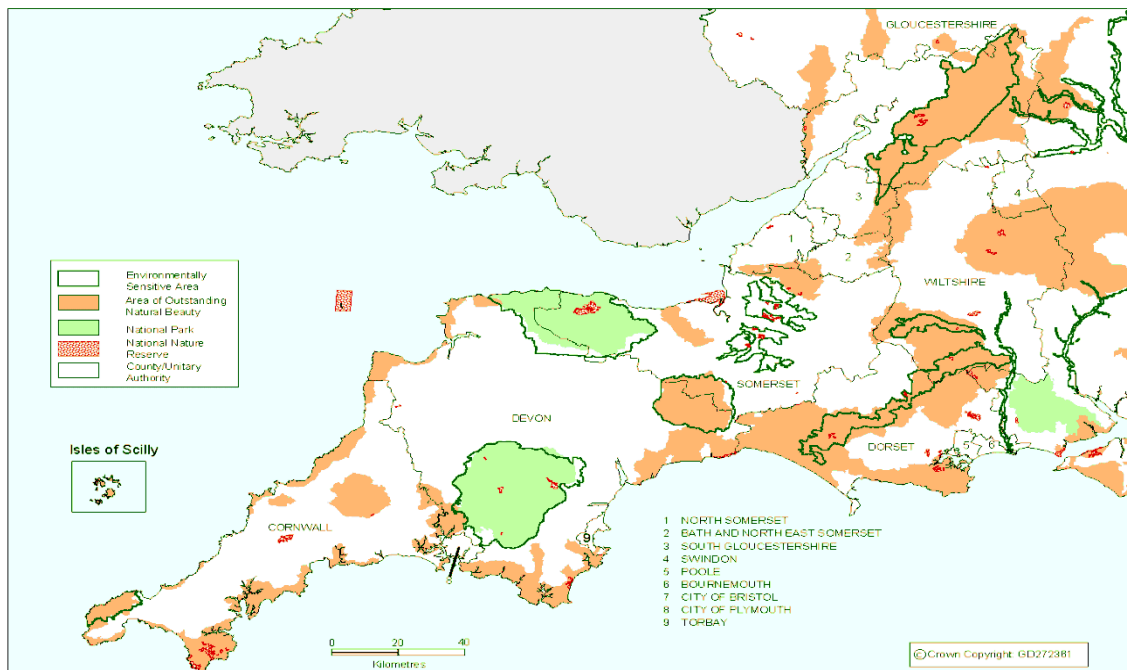 GLOUCESTERSHIRE
3
4
7
1
2
WILTSHIRE
Environmentally
Sensitive Area
Area of Outstanding
Natural Beauty
National Park
National Nature
Reserve
County/Unitary
Authority
SOMERSET
DEVON
DORSET
5
6
Isles of Scilly
CORNWALL
9
8
1 NORTH SOMERSET
2 BATH AND NORTH EAST SOMERSET
3 SOUTH GLOUCESTERSHIRE
4 SWINDON
5 POOLE
6 BOURNEMOUTH
7 CITY OF BRISTOL
8 CITY OF PLYMOUTH
9 TORBAY
0 20 40
Kilometres
©Crown Copyright GD272361